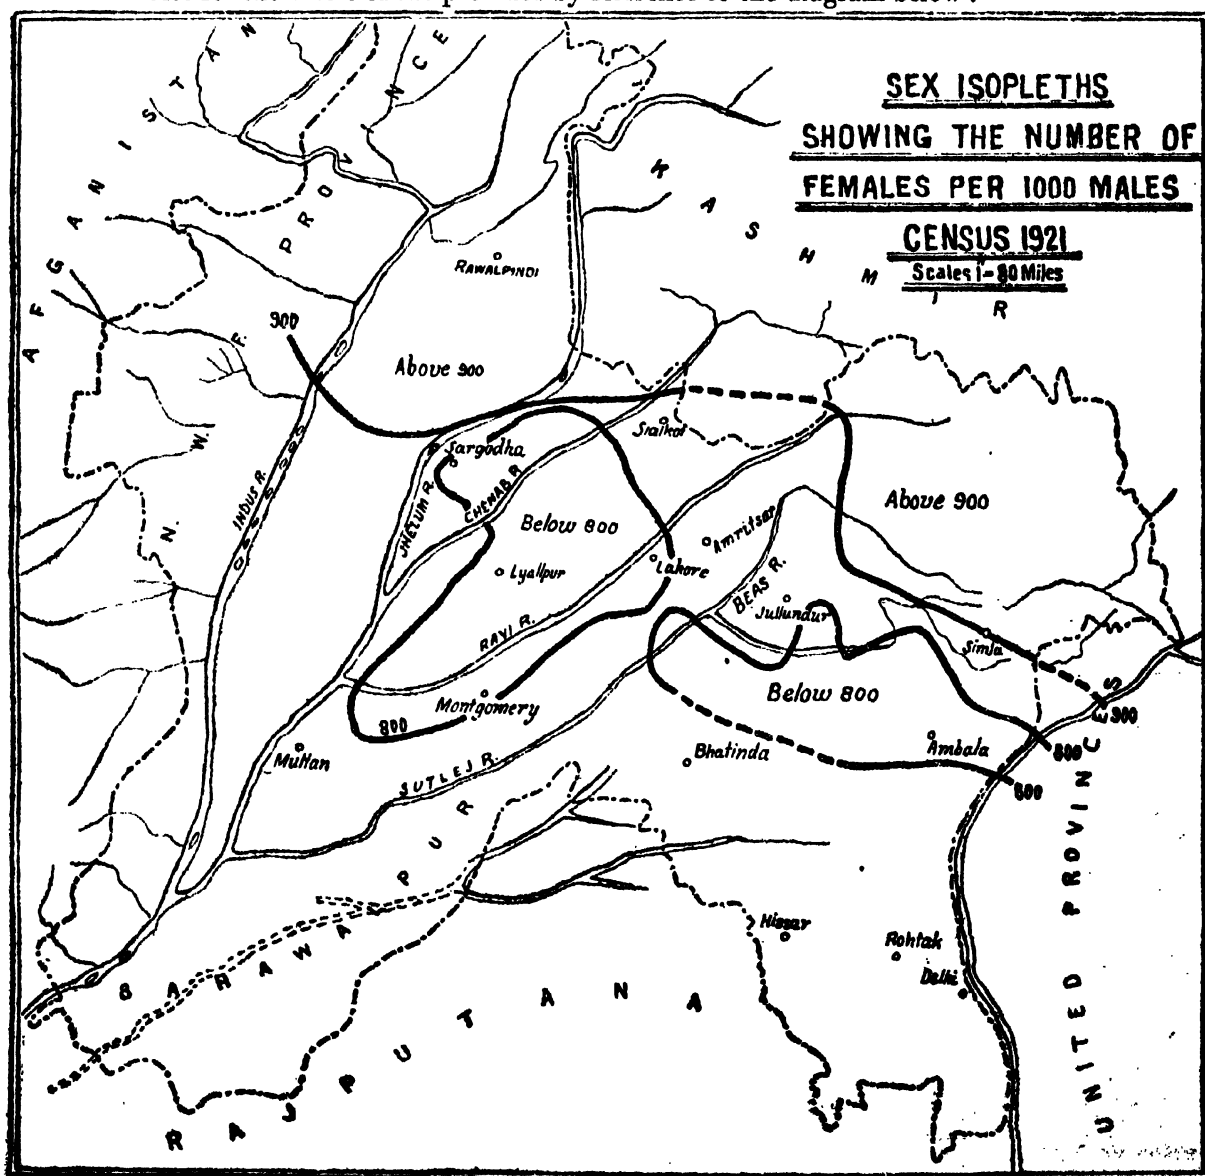 SEX ISOPLETHS
SHOWING THE NUMBER OF
FEMALES PER 1000 MALES
CENSUS 1921
AFGANISTAN
N. W. F. PROVINCE
KASHMIR
RAWALPINDI
900
Above 900
Sialkot
Sargodha
INDUS R.
JHELUM R.
CHENAB R.
Above 900
Below 800
Amritsar
Lahore
Lyallpur
BEAS R.
Jullundur
RAVI R.
Simla
Below 800
Montgomery
800
900
Ambala
800
Multan
Bhatinda
SUTLEJ R.
800
BAHAWALPUR
Hissar
Rohtak
Delhi
RAJPUTANA
UNITED PROVINCES